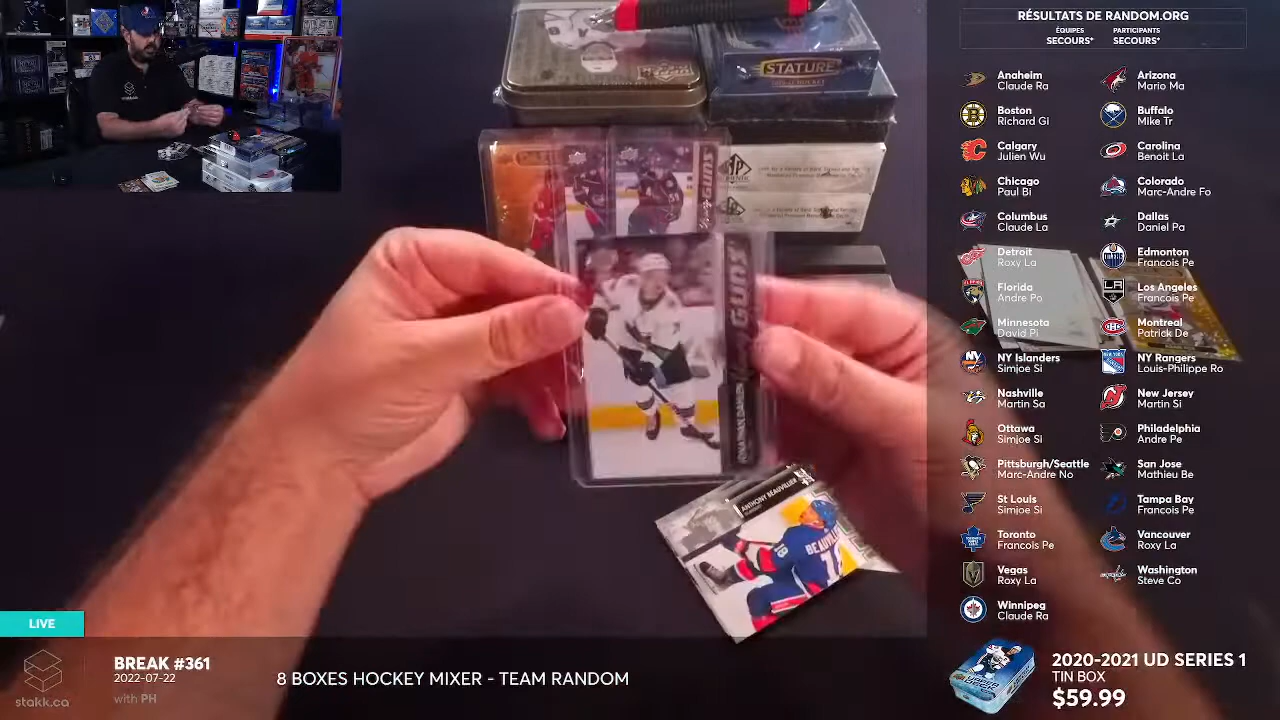 RÉSULTATS DE RANDOM.ORG
ÉQUIPES
PARTICIPANTS
SECOURS*
SECOURS*
Anaheim
Claude Ra
Arizona
Mario Ma
Boston
Richard Gi
Buffalo
Mike Tr
Calgary
Julien Wu
Carolina
Benoit La
Chicago
Paul Bi
Colorado
Marc-Andre Fo
Columbus
Claude La
Dallas
Daniel Pa
Detroit
Roxy La
Edmonton
Francois Pe
Florida
Andre Po
Los Angeles
Francois Pe
Minnesota
David Pi
Montreal
Patrick De
NY Islanders
Simjoe Si
NY Rangers
Louis-Philippe Ro
Nashville
Martin Sa
New Jersey
Martin Si
Ottawa
Simjoe Si
Philadelphia
Andre Pe
Pittsburgh/Seattle
Marc-Andre No
San Jose
Mathieu Be
St Louis
Simjoe Si
Tampa Bay
Francois Pe
Toronto
Francois Pe
Vancouver
Roxy La
Vegas
Roxy La
Washington
Steve Co
Winnipeg
Claude Ra
STATURE
GUNS
Young GUNS
JONATHAN DAHLEN
ANTHONY BEAUVILLIER
BEAUVILLI
18
LIVE
stakk.ca
BREAK #361
2022-07-22
with PH
8 BOXES HOCKEY MIXER - TEAM RANDOM
2020-2021 UD SERIES 1
TIN BOX
$59.99